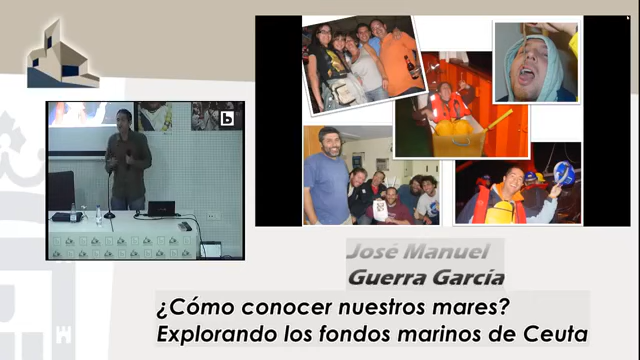 b
José Manuel
Guerra García
¿Cómo conocer nuestros mares?
Explorando los fondos marinos de Ceuta